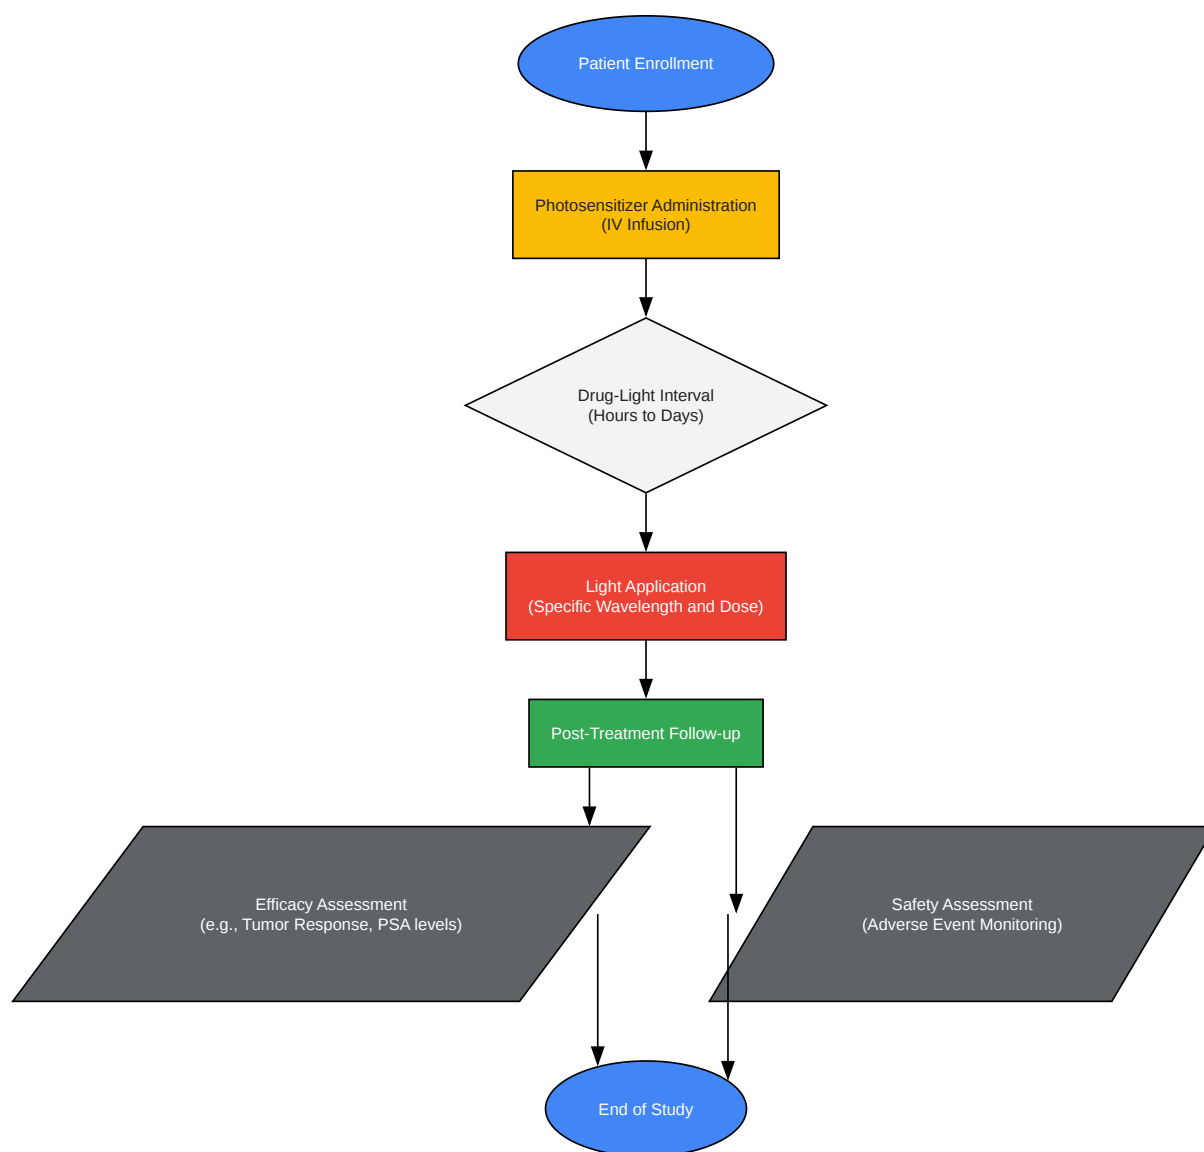 Patient Enrollment
Photosensitizer Administration
(IV Infusion)
Drug-Light Interval
(Hours to Days)
Light Application
(Specific Wavelength and Dose)
Post-Treatment Follow-up
Efficacy Assessment
(e.g., Tumor Response, PSA levels)
Safety Assessment
(Adverse Event Monitoring)
End of Study